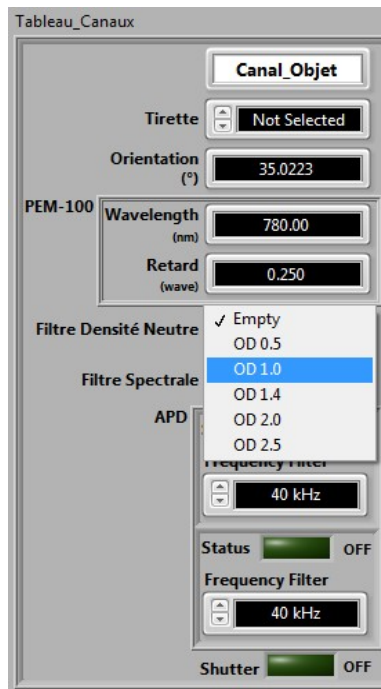 Tableau_Canaux
Canal_Objet
Tirette Not Selected
Orientation
(°) 35.0223
PEM-100 Wavelength
(nm) 780.00
Retard
(wave) 0.250
Filtre Densité Neutre ✓ Empty
OD 0.5
Filtre Spectrale OD 1.0
OD 1.4
APD OD 2.0
OD 2.5
Frequency Filter
40 kHz
Status OFF
Frequency Filter
40 kHz
Shutter OFF